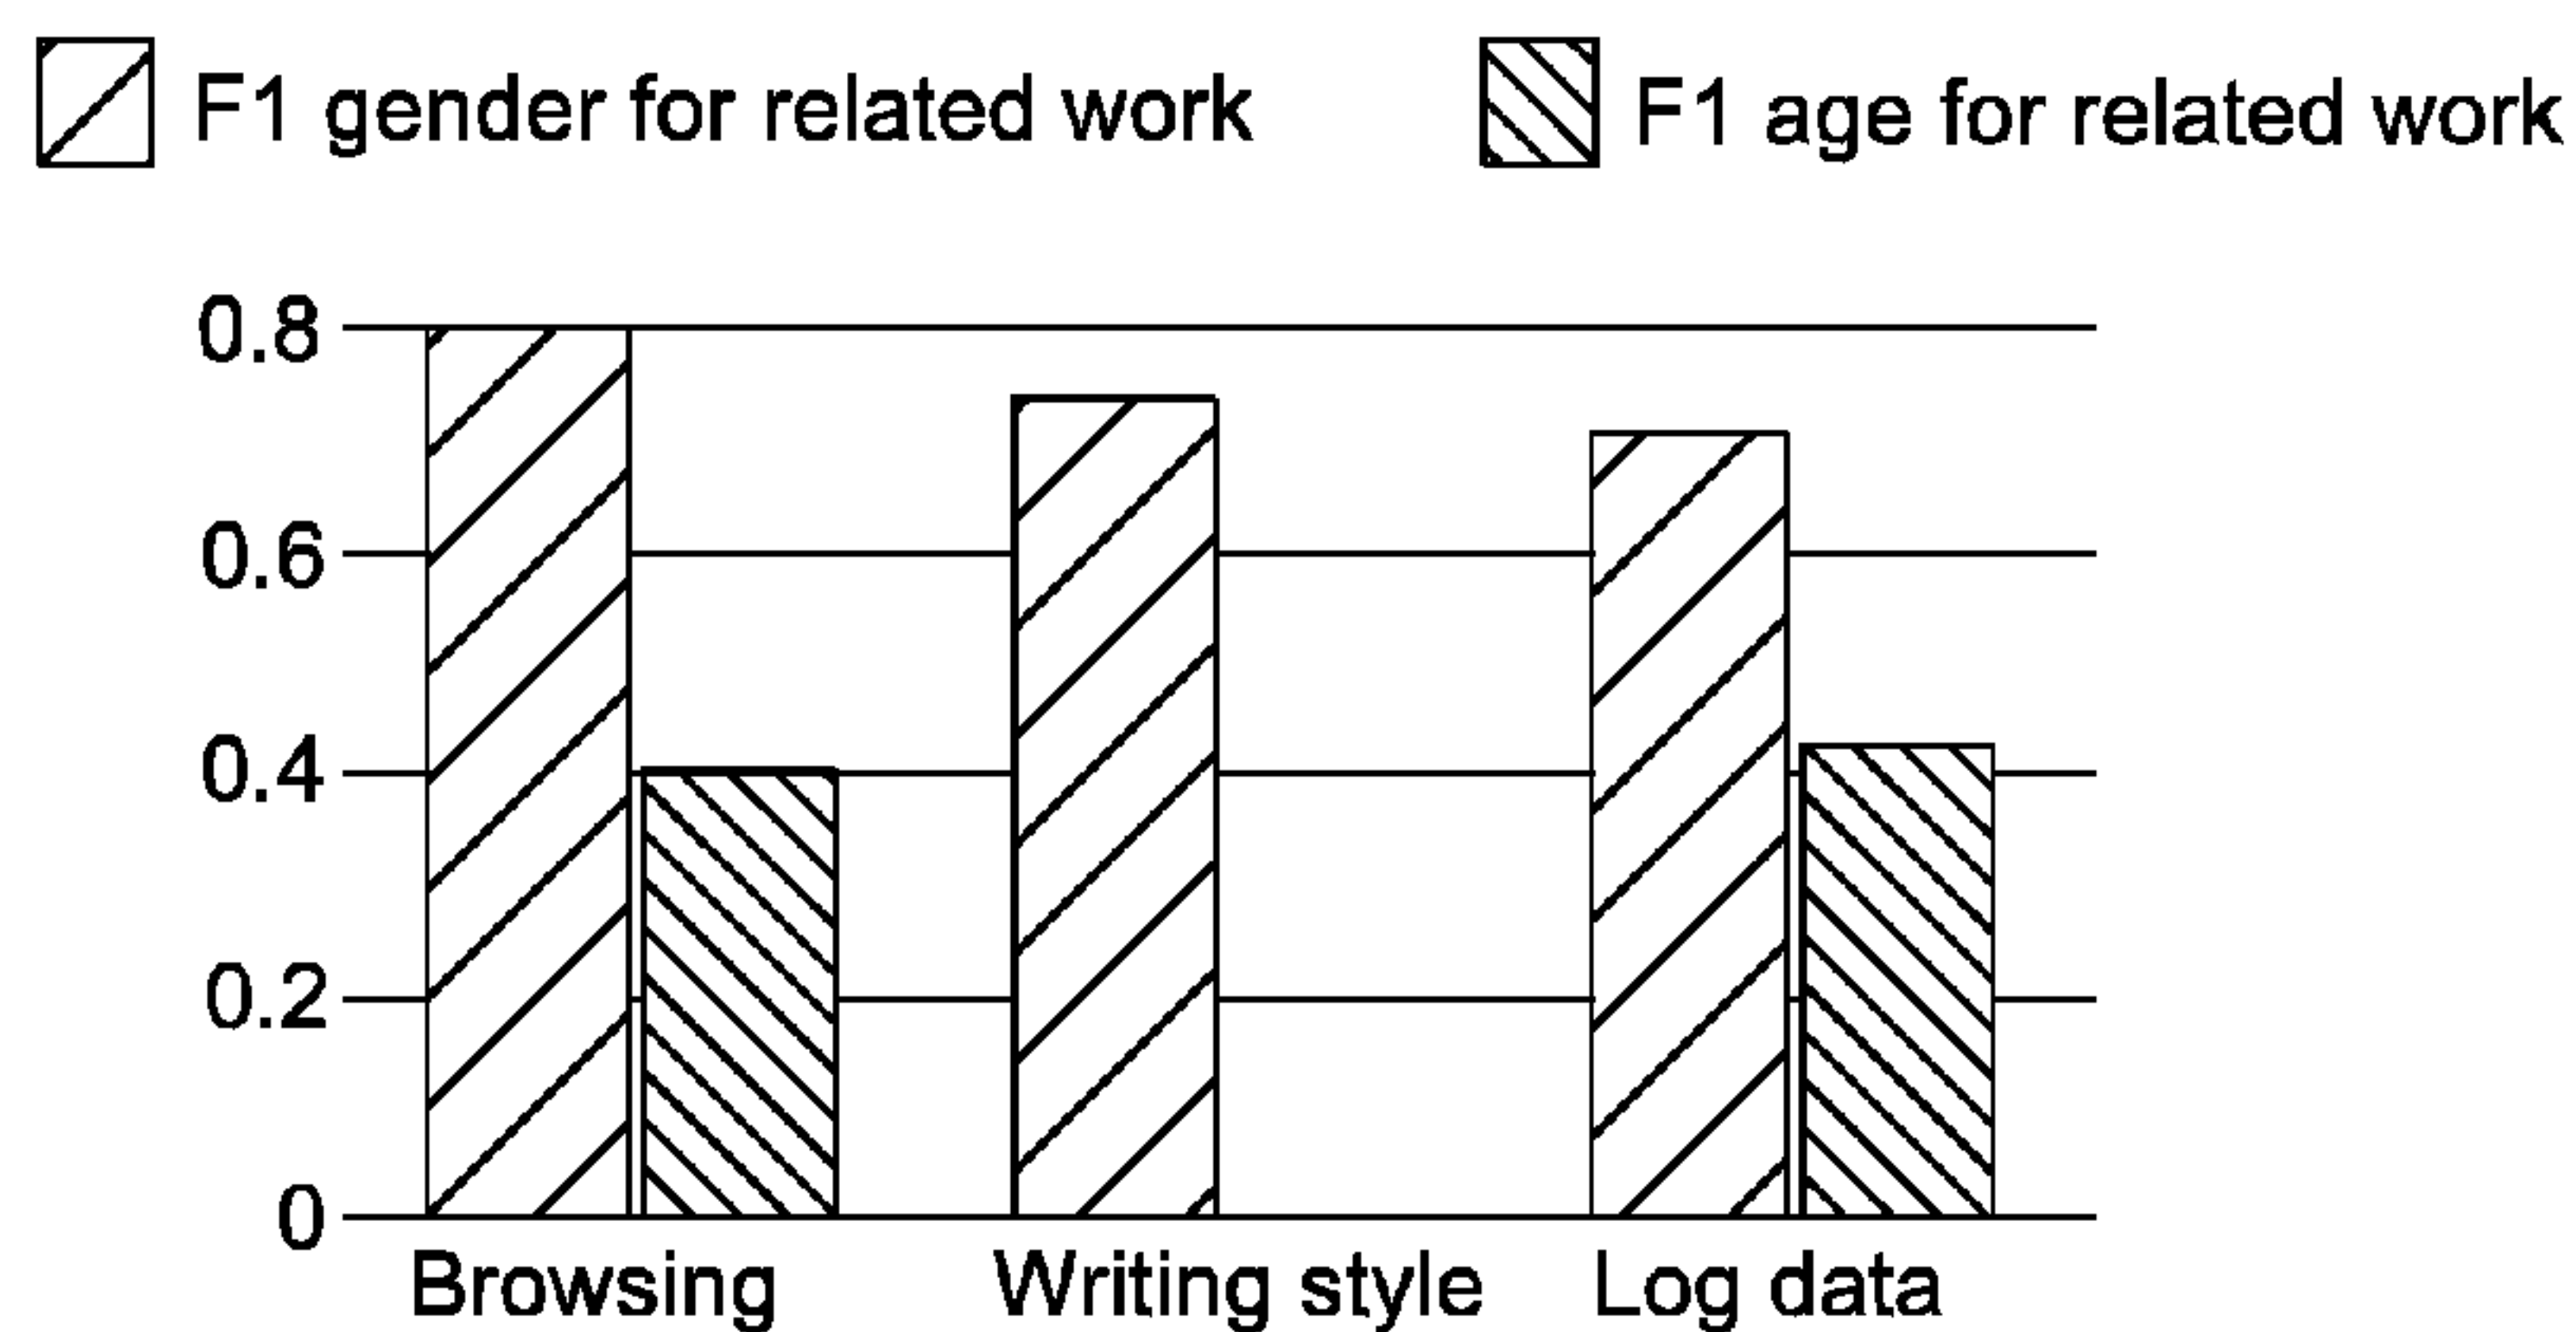 F1 gender for related work
F1 age for related work
0.8
0.6
0.4
0.2
0
Browsing
Writing style
Log data